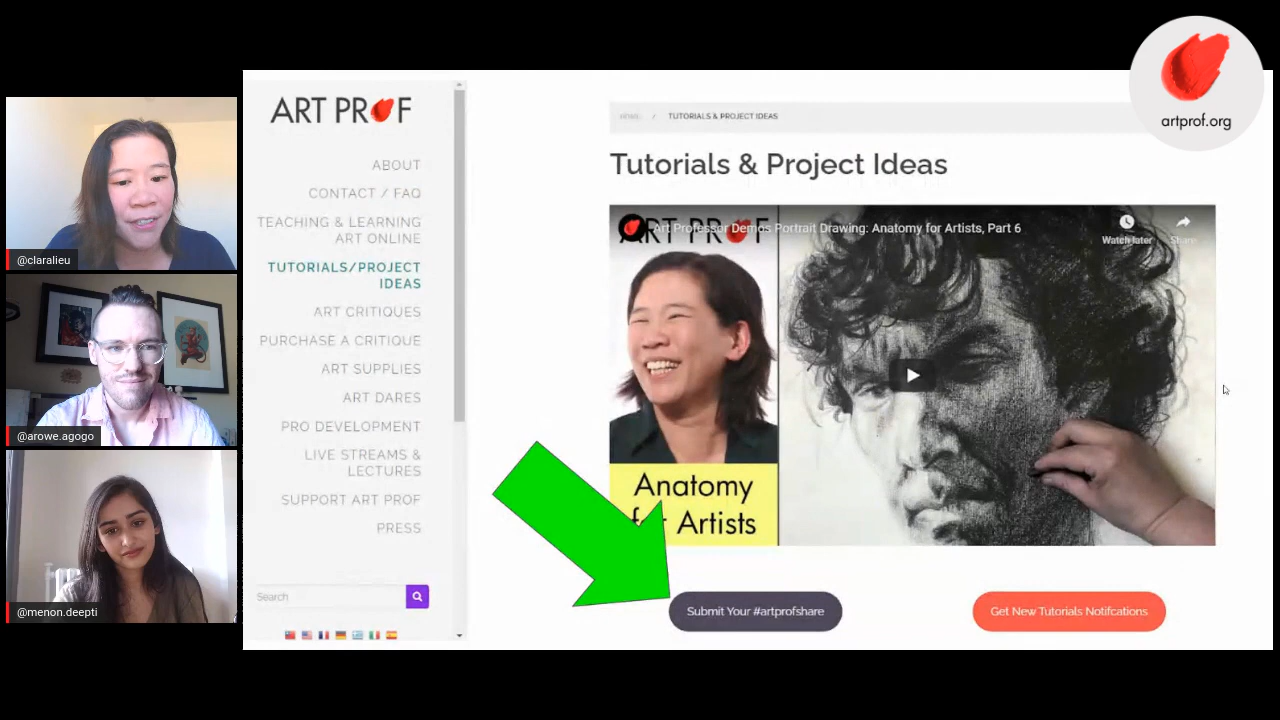 artprof.org
@claralieu
@arowe.agogo
@menon.deepti
ART PROF
ABOUT
CONTACT / FAQ
TEACHING & LEARNING
ART ONLINE
TUTORIALS/PROJECT
IDEAS
ART CRITIQUES
PURCHASE A CRITIQUE
ART SUPPLIES
ART DARES
PRO DEVELOPMENT
LIVE STREAMS &
LECTURES
SUPPORT ART PROF
PRESS
Search
HOME / TUTORIALS & PROJECT IDEAS
Tutorials & Project Ideas
ART PROF
Art Professor Demos Portrait Drawing: Anatomy for Artists, Part 6
Watch later
Share
Anatomy
for Artists
Submit Your #artprofshare
Get New Tutorials Notifcations